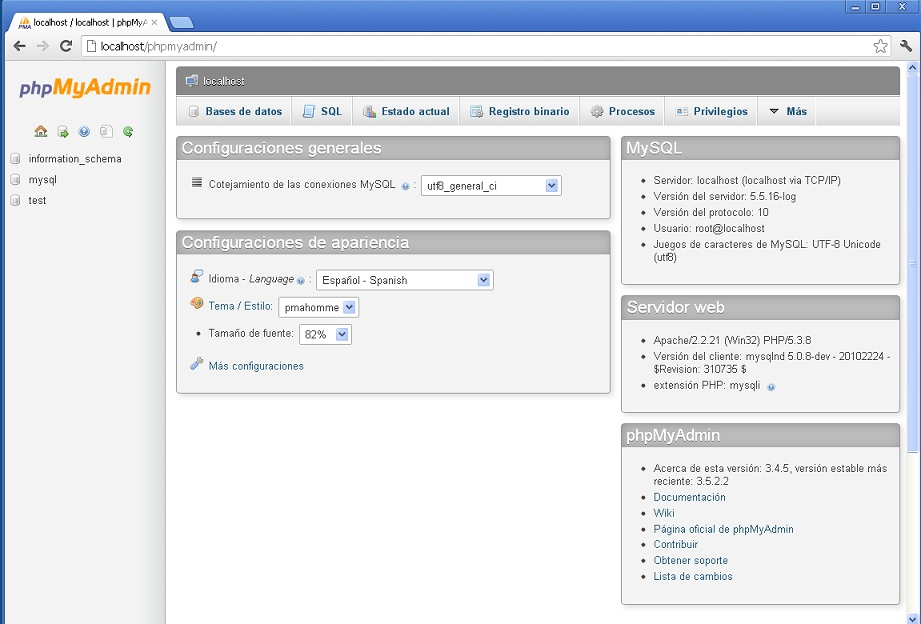 localhost / localhost | phpMyA
localhost/phpmyadmin/
phpMyAdmin
information_schema
mysql
test
localhost
Bases de datos
SQL
Estado actual
Registro binario
Procesos
Privilegios
Más
Configuraciones generales
Cotejamiento de las conexiones MySQL : utf8_general_ci
Configuraciones de apariencia
Idioma - Language : Español - Spanish
Tema / Estilo: pmahomme
Tamaño de fuente: 82%
Más configuraciones
MySQL
Servidor: localhost (localhost via TCP/IP)
Versión del servidor: 5.5.16-log
Versión del protocolo: 10
Usuario: root@localhost
Juegos de caracteres de MySQL: UTF-8 Unicode
(utf8)
Servidor web
Apache/2.2.21 (Win32) PHP/5.3.8
Versión del cliente: mysqlnd 5.0.8-dev - 20102224 -
$Revision: 310735 $
extensión PHP: mysqli
phpMyAdmin
Acerca de esta versión: 3.4.5, versión estable más
reciente: 3.5.2.2
Documentación
Wiki
Página oficial de phpMyAdmin
Contribuir
Obtener soporte
Lista de cambios